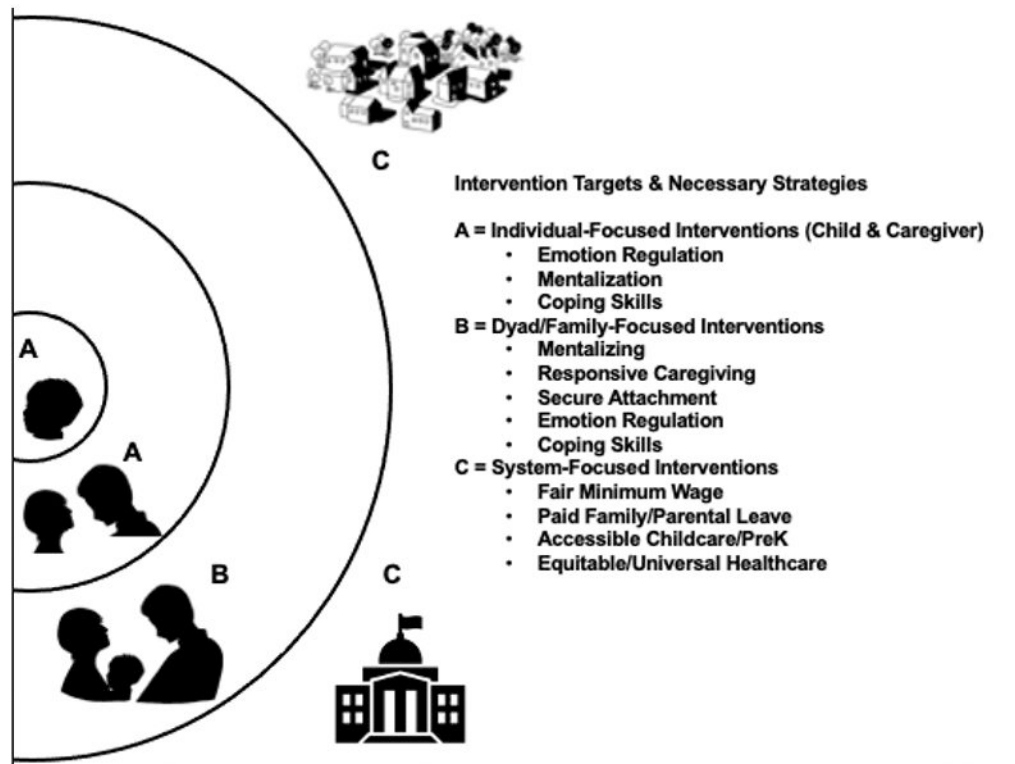 C
Intervention Targets & Necessary Strategies
A = Individual-Focused Interventions (Child & Caregiver)
• Emotion Regulation
• Mentalization
• Coping Skills
B = Dyad/Family-Focused Interventions
• Mentalizing
• Responsive Caregiving
• Secure Attachment
• Emotion Regulation
• Coping Skills
C = System-Focused Interventions
• Fair Minimum Wage
• Paid Family/Parental Leave
• Accessible Childcare/PreK
• Equitable/Universal Healthcare
A
A
B
C